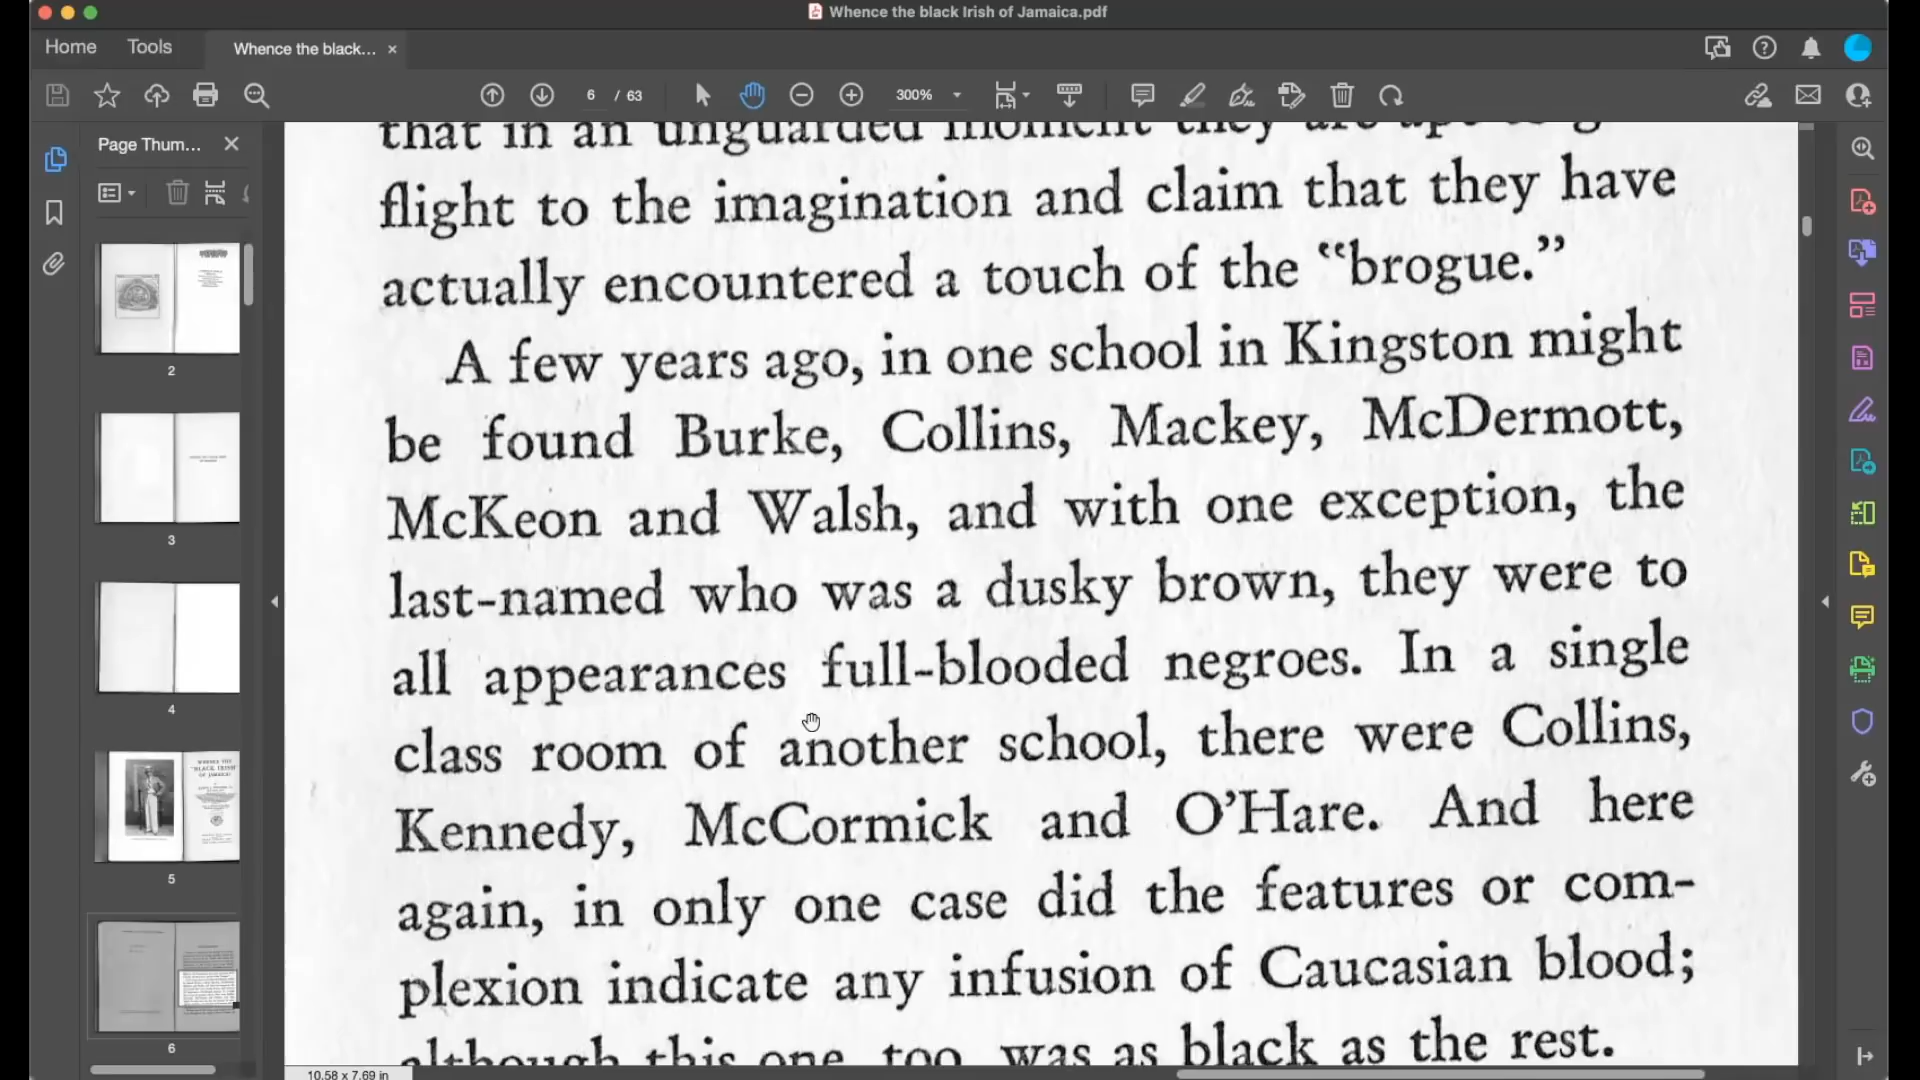 Whence the black Irish of Jamaica.pdf
Home Tools Whence the black... ×
6 / 63 300%
Page Thum...
2
3
4
5
6
that in an unguarded moment they are apt to
flight to the imagination and claim that they have
actually encountered a touch of the “brogue.”
A few years ago, in one school in Kingston might
be found Burke, Collins, Mackey, McDermott,
McKeon and Walsh, and with one exception, the
last-named who was a dusky brown, they were to
all appearances full-blooded negroes. In a single
class room of another school, there were Collins,
Kennedy, McCormick and O’Hare. And here
again, in only one case did the features or com-
plexion indicate any infusion of Caucasian blood;
although this one, too, was as black as the rest.
10.58 x 7.69 in